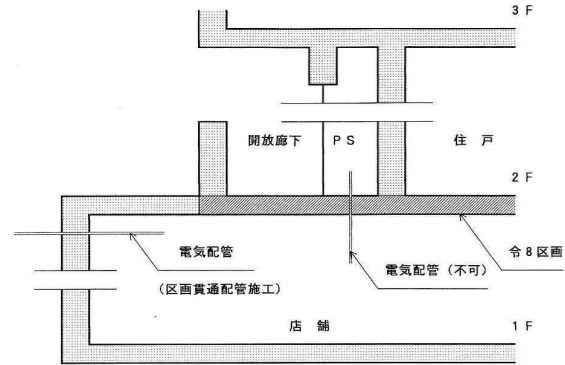 3F
開放廊下
PS
住戸
2F
電気配管
(区画貫通配管施工)
電気配管(不可)
令8区画
店舗
1F